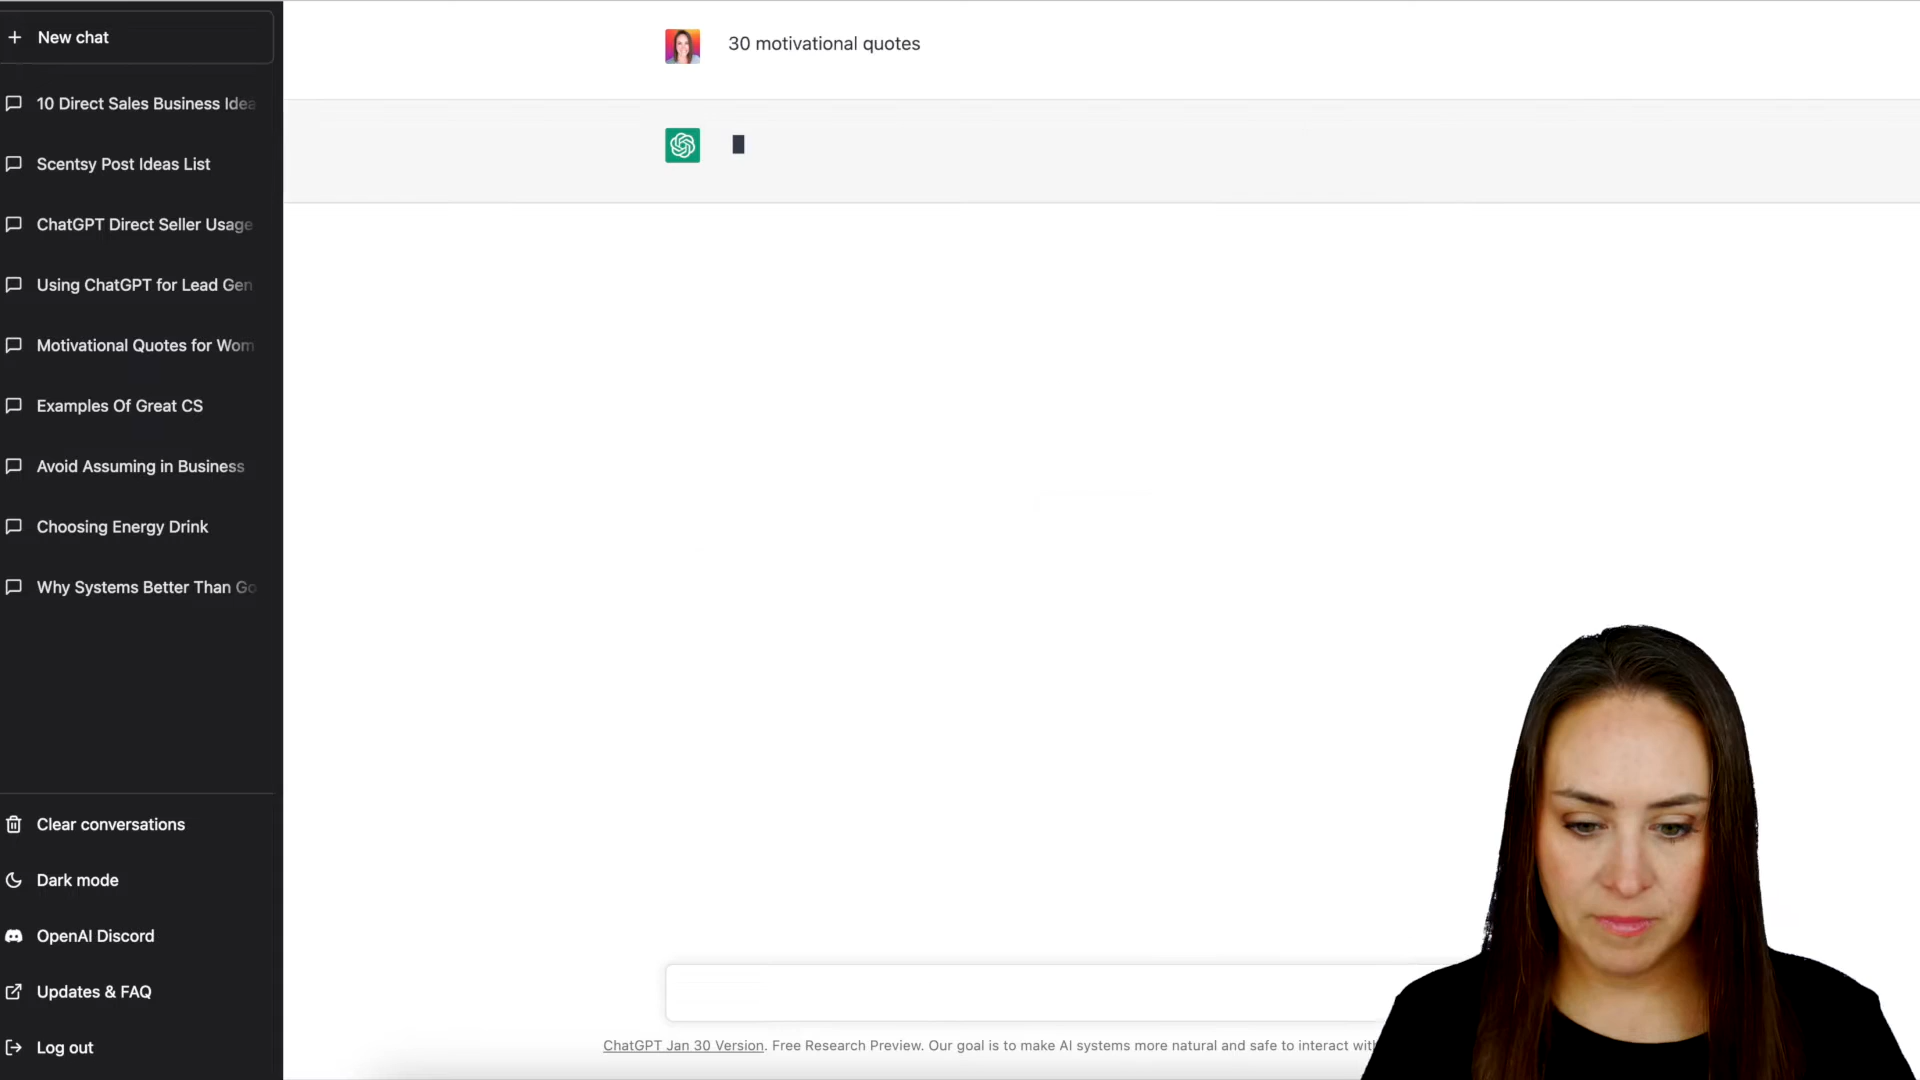 New chat
10 Direct Sales Business Idea
Scentsy Post Ideas List
ChatGPT Direct Seller Usage
Using ChatGPT for Lead Gen
Motivational Quotes for Wom
Examples Of Great CS
Avoid Assuming in Business
Choosing Energy Drink
Why Systems Better Than Go
Clear conversations
Dark mode
OpenAI Discord
Updates & FAQ
Log out
30 motivational quotes
ChatGPT Jan 30 Version. Free Research Preview. Our goal is to make AI systems more natural and safe to interact with